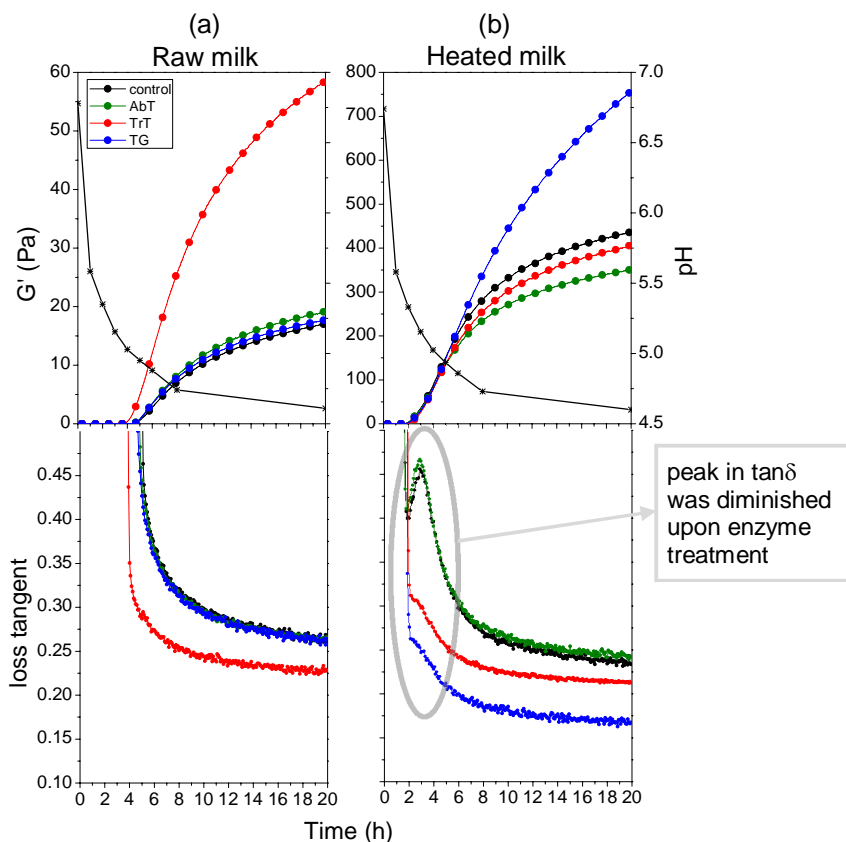 (a)
(b)
Raw milk
Heated milk
60
50
40
30
20
10
0
G' (Pa)
control
AbT
TrT
TG
800
700
600
500
400
300
200
100
0
7.0
6.5
6.0
5.5
5.0
4.5
pH
0.45
0.40
0.35
0.30
0.25
0.20
0.15
0.10
loss tangent
0 2 4 6 8 10 12 14 16 18 20
0 2 4 6 8 10 12 14 16 18 20
Time (h)
peak in tanδ
was diminished
upon enzyme
treatment